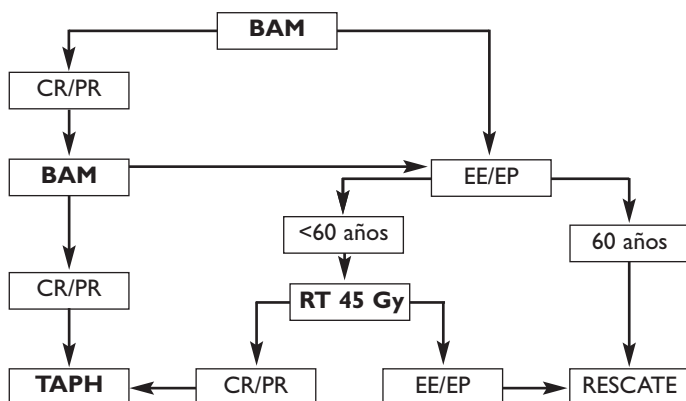 BAM
CR/PR
BAM
EE/EP
<60 años
60 años
CR/PR
RT 45 Gy
TAPH
CR/PR
EE/EP
RESCATE